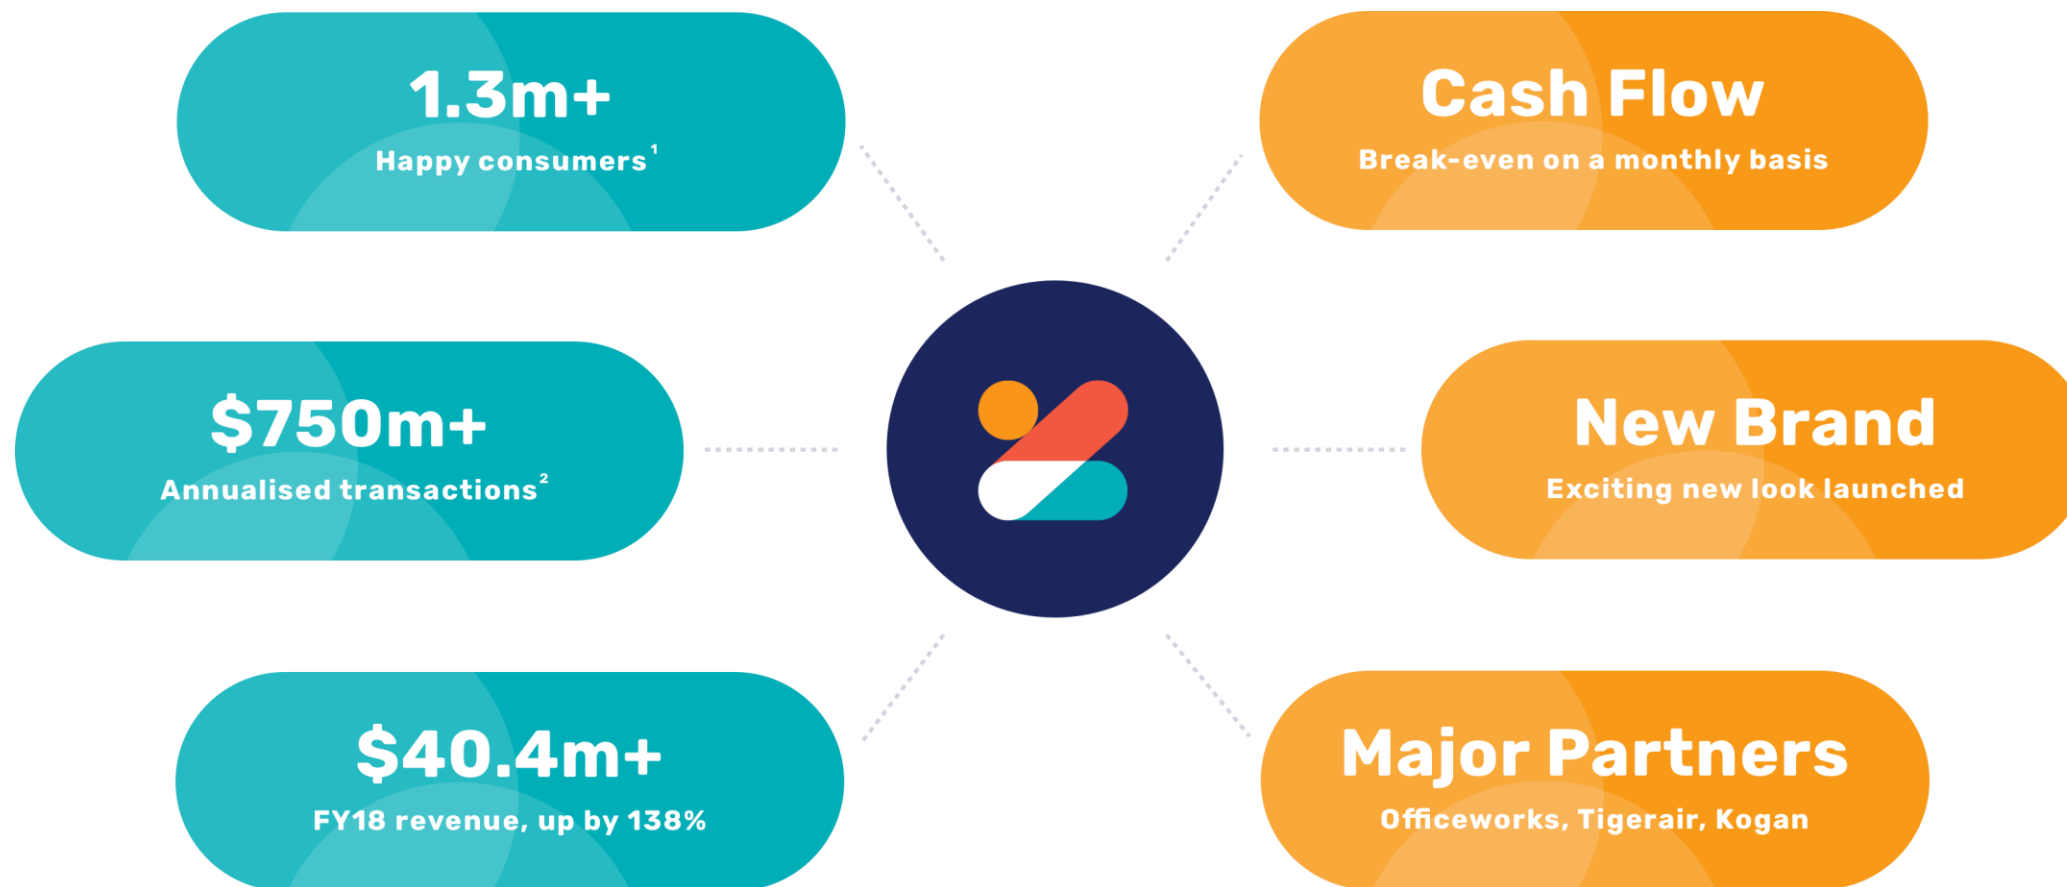 1.3m+
Happy consumers¹
$750m+
Annualised transactions²
$40.4m+
FY18 revenue, up by 138%
Cash Flow
Break-even on a monthly basis
New Brand
Exciting new look launched
Major Partners
Officeworks, Tigerair, Kogan